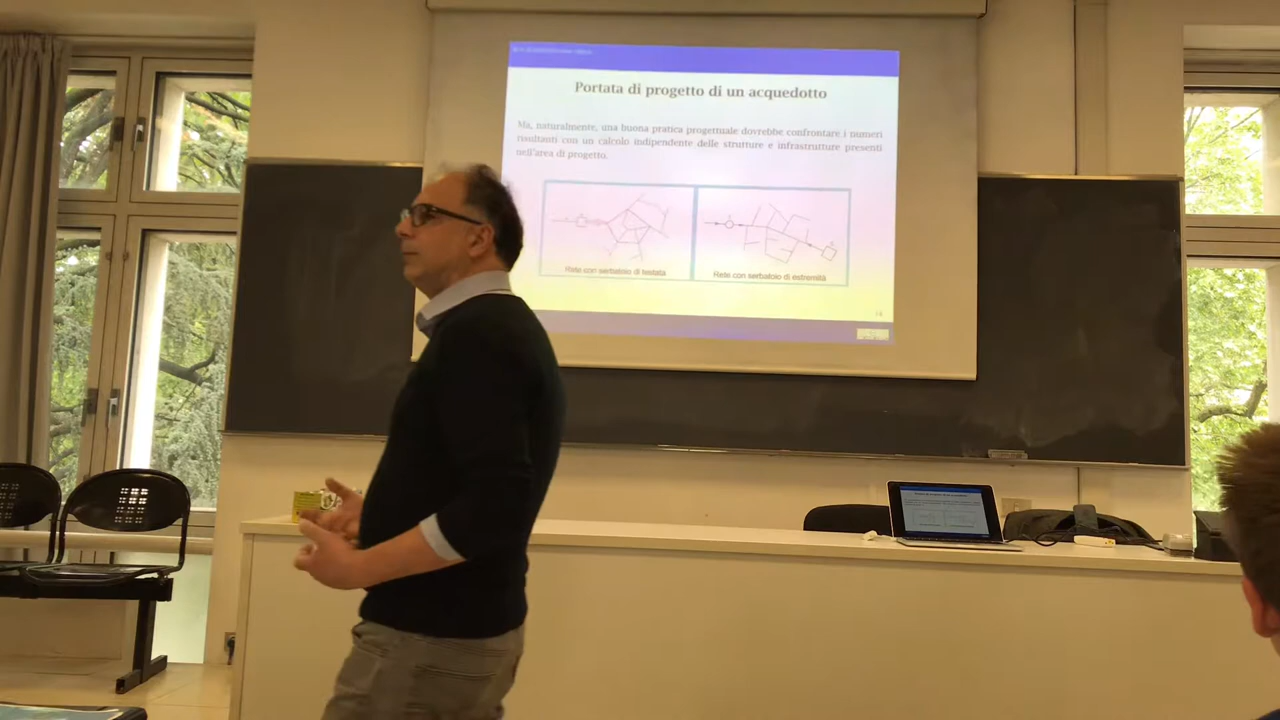 Portata di progetto di un acquedotto
Ma, naturalmente, una buona pratica progettuale dovrebbe confrontare i numeri
risultanti con un calcolo indipendente delle strutture e infrastrutture presenti
nell'area di progetto.
Rete con serbatoio di testata
Rete con serbatoio di estremità